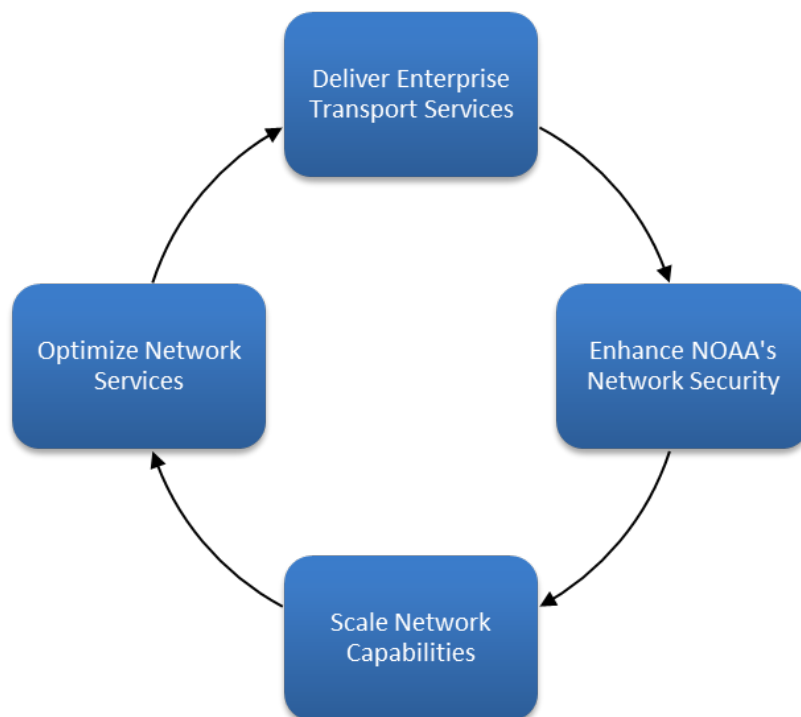 Deliver Enterprise
Transport Services
Optimize Network
Services
Enhance NOAA's
Network Security
Scale Network
Capabilities